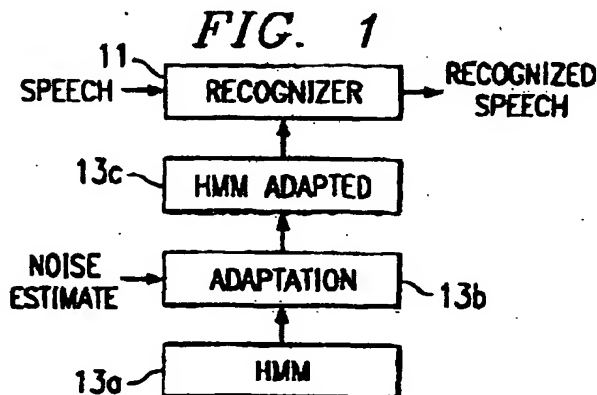 FIG. 1
11
SPEECH
RECOGNIZER
RECOGNIZED
SPEECH
13c
HMM ADAPTED
NOISE
ESTIMATE
ADAPTATION
13b
13a
HMM